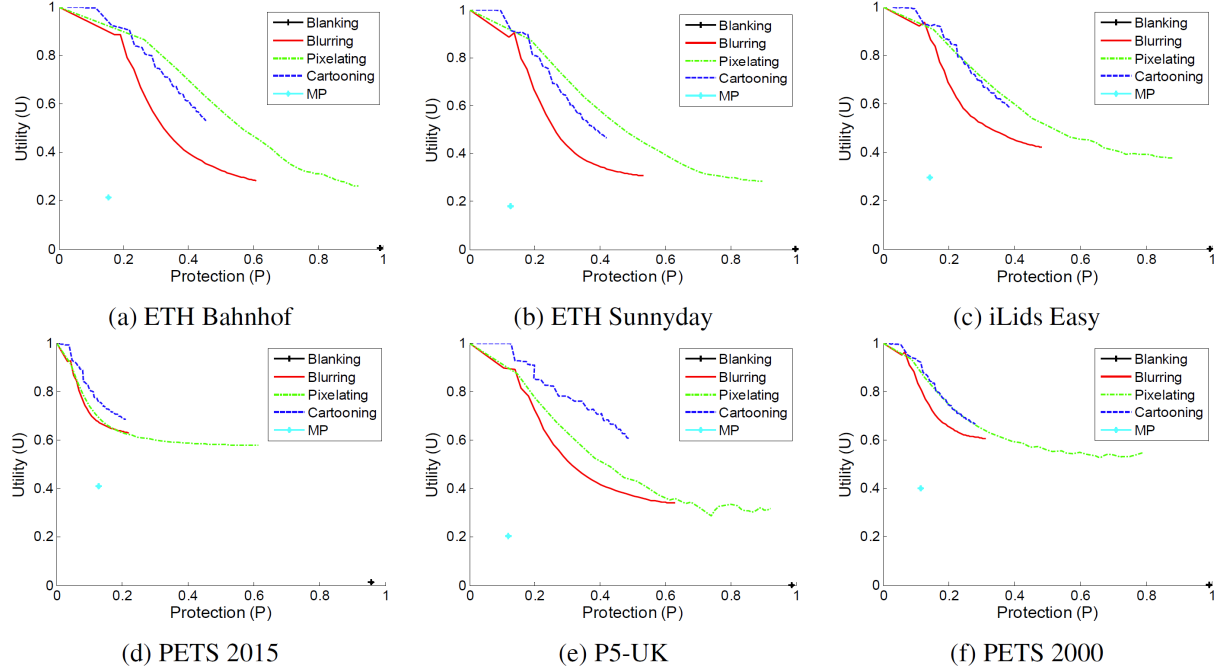 1
0.8
0.6
0.4
0.2
0
Utility (U)
0 0.2 0.4 0.6 0.8 1
Protection (P)
Blanking
Blurring
Pixelating
Cartooning
MP
(a) ETH Bahnhof
1
0.8
0.6
0.4
0.2
0
Utility (U)
0 0.2 0.4 0.6 0.8 1
Protection (P)
Blanking
Blurring
Pixelating
Cartooning
MP
(b) ETH Sunnyday
1
0.8
0.6
0.4
0.2
0
Utility (U)
0 0.2 0.4 0.6 0.8 1
Protection (P)
Blanking
Blurring
Pixelating
Cartooning
MP
(c) iLids Easy
1
0.8
0.6
0.4
0.2
0
Utility (U)
0 0.2 0.4 0.6 0.8 1
Protection (P)
Blanking
Blurring
Pixelating
Cartooning
MP
(d) PETS 2015
1
0.8
0.6
0.4
0.2
0
Utility (U)
0 0.2 0.4 0.6 0.8 1
Protection (P)
Blanking
Blurring
Pixelating
Cartooning
MP
(e) P5-UK
1
0.8
0.6
0.4
0.2
0
Utility (U)
0 0.2 0.4 0.6 0.8 1
Protection (P)
Blanking
Blurring
Pixelating
Cartooning
MP
(f) PETS 2000